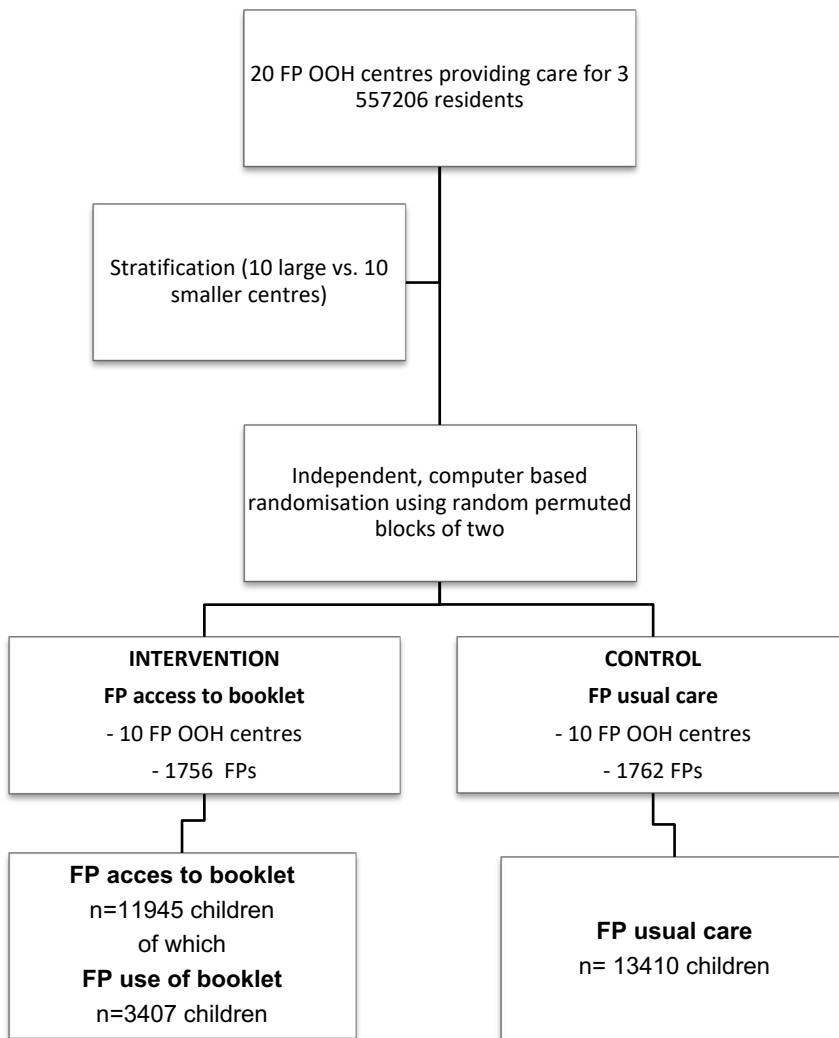 20 FP OOH centres providing care for 3
557206 residents
Stratification (10 large vs. 10
smaller centres)
Independent, computer based
randomisation using random permuted
blocks of two
INTERVENTION
FP access to booklet
- 10 FP OOH centres
- 1756 FPs
CONTROL
FP usual care
- 10 FP OOH centres
- 1762 FPs
FP acces to booklet
n=11945 children
of which
FP use of booklet
n=3407 children
FP usual care
n= 13410 children